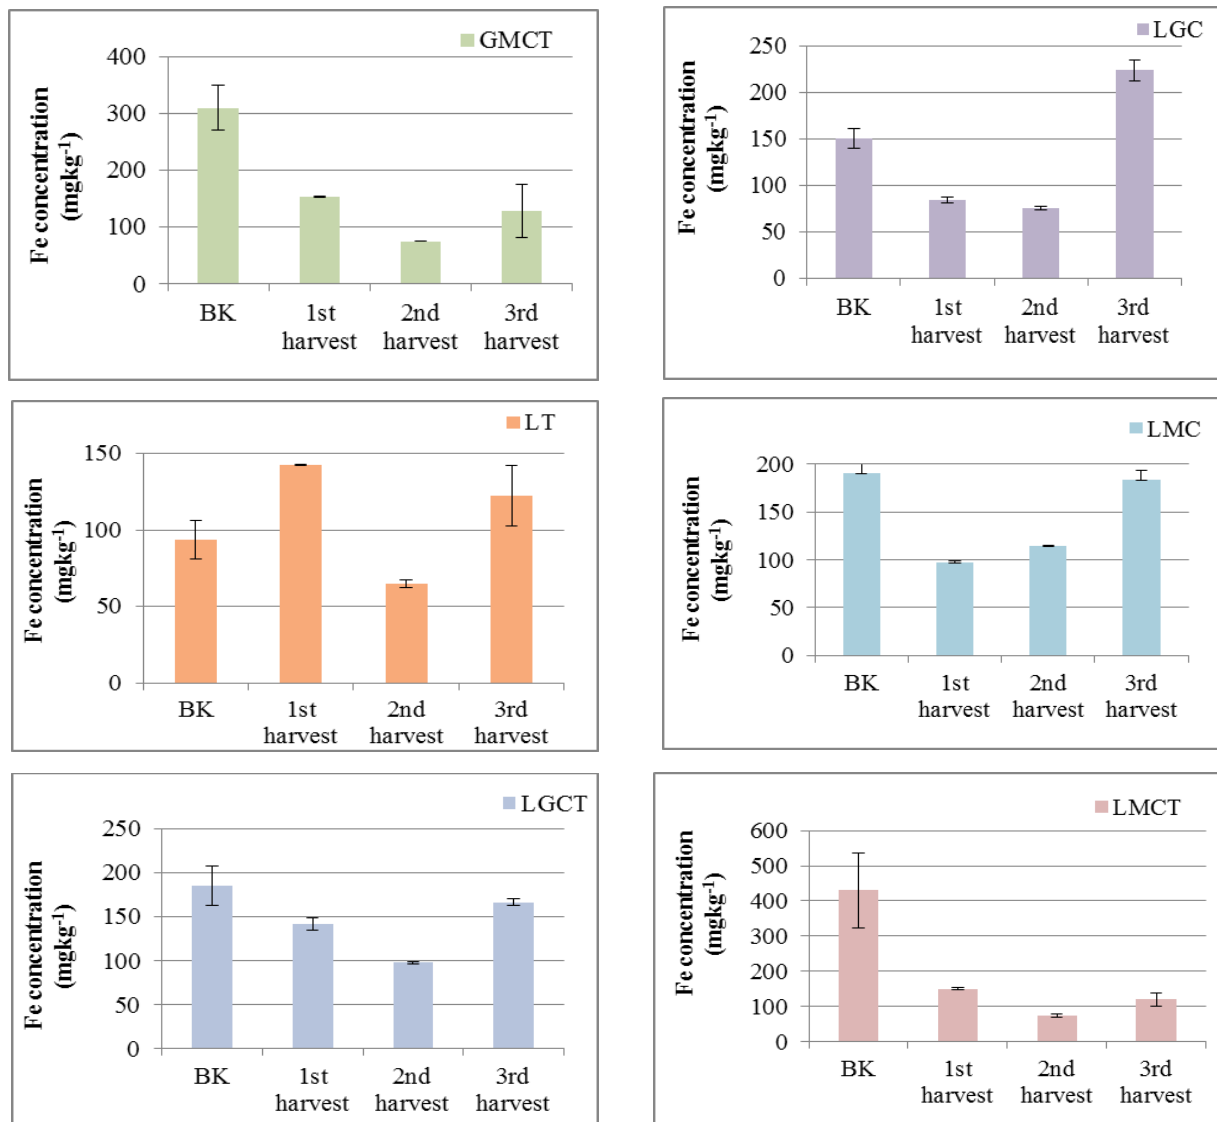 GMCT
Fe concentration
(mgkg-1)
400
300
200
100
0
BK
1st
harvest
2nd
harvest
3rd
harvest
LGC
Fe concentration
(mgkg-1)
250
200
150
100
50
0
BK
1st
harvest
2nd
harvest
3rd
harvest
LT
Fe concentration
(mgkg-1)
150
100
50
0
BK
1st
harvest
2nd
harvest
3rd
harvest
LMC
Fe concentration
(mgkg-1)
200
150
100
50
0
BK
1st
harvest
2nd
harvest
3rd
harvest
LGCT
Fe concentration
(mgkg-1)
250
200
150
100
50
0
BK
1st
harvest
2nd
harvest
3rd
harvest
LMCT
Fe concentration
(mgkg-1)
600
500
400
300
200
100
0
BK
1st
harvest
2nd
harvest
3rd
harvest